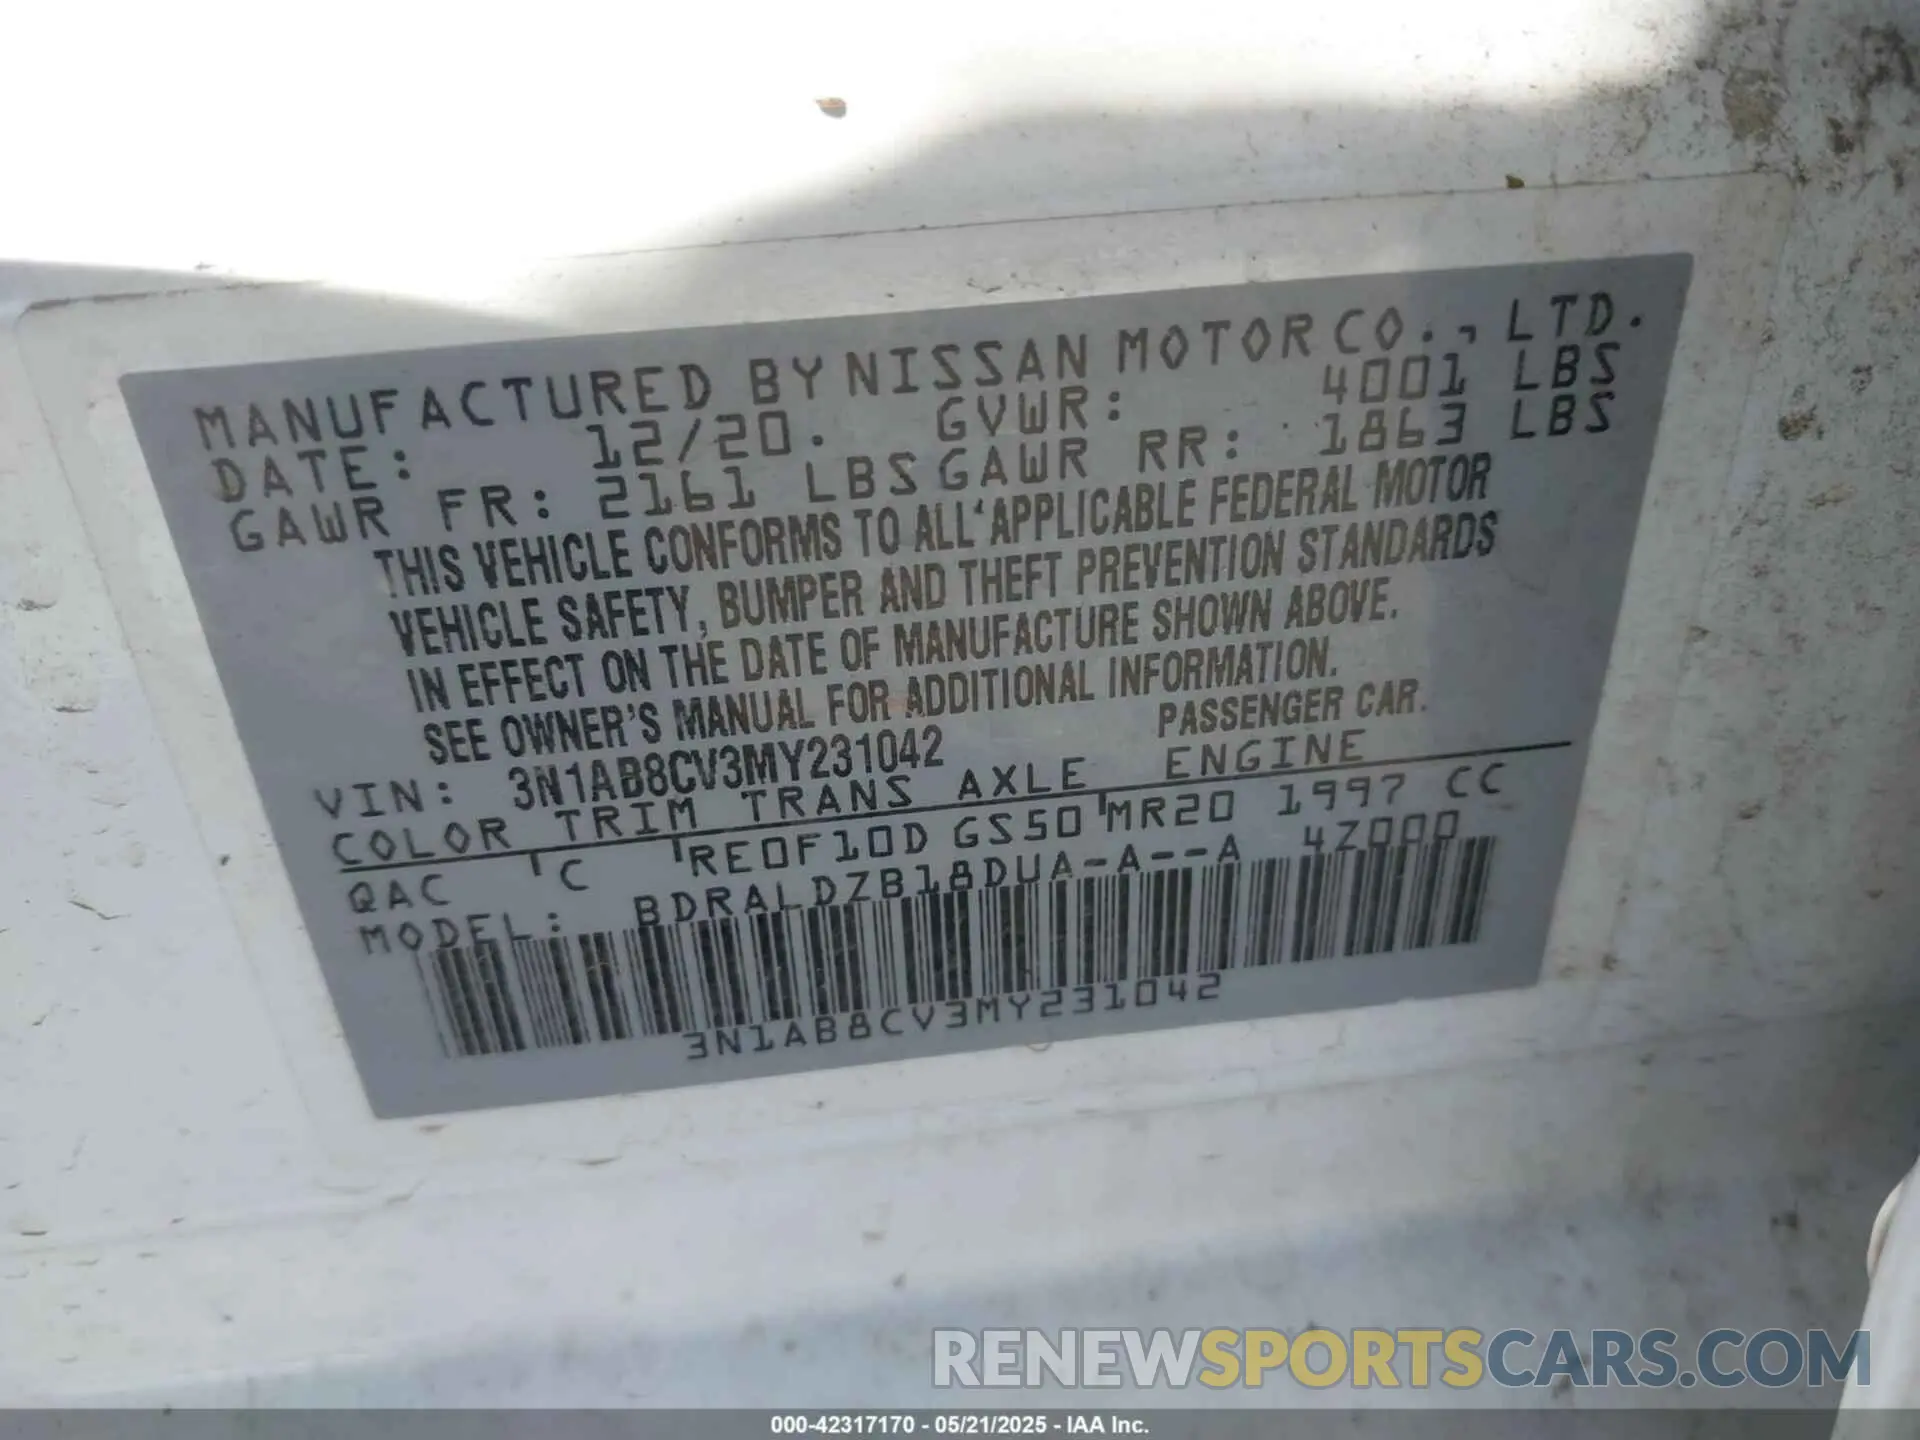 MANUFACTURED BY NISSAN MOTOR CO., LTD.
DATE: 12/20. GVWR: 4001 LBS
GAWR FR: 2161 LBS GAWR RR: 1863 LBS
THIS VEHICLE CONFORMS TO ALL APPLICABLE FEDERAL MOTOR
VEHICLE SAFETY, BUMPER AND THEFT PREVENTION STANDARDS
IN EFFECT ON THE DATE OF MANUFACTURE SHOWN ABOVE.
SEE OWNER'S MANUAL FOR ADDITIONAL INFORMATION.
VIN: 3N1AB8CV3MY231042 PASSENGER CAR.
COLOR TRIM TRANS AXLE ENGINE
QAC C RE0F10D GS50 MR20 1997 CC
MODEL: BDRALDZB18DUA-A--A 4Z000
3N1AB8CV3MY231042
RENEWSPORTSCARS.COM
000-42317170 - 05/21/2025 - IAA Inc.